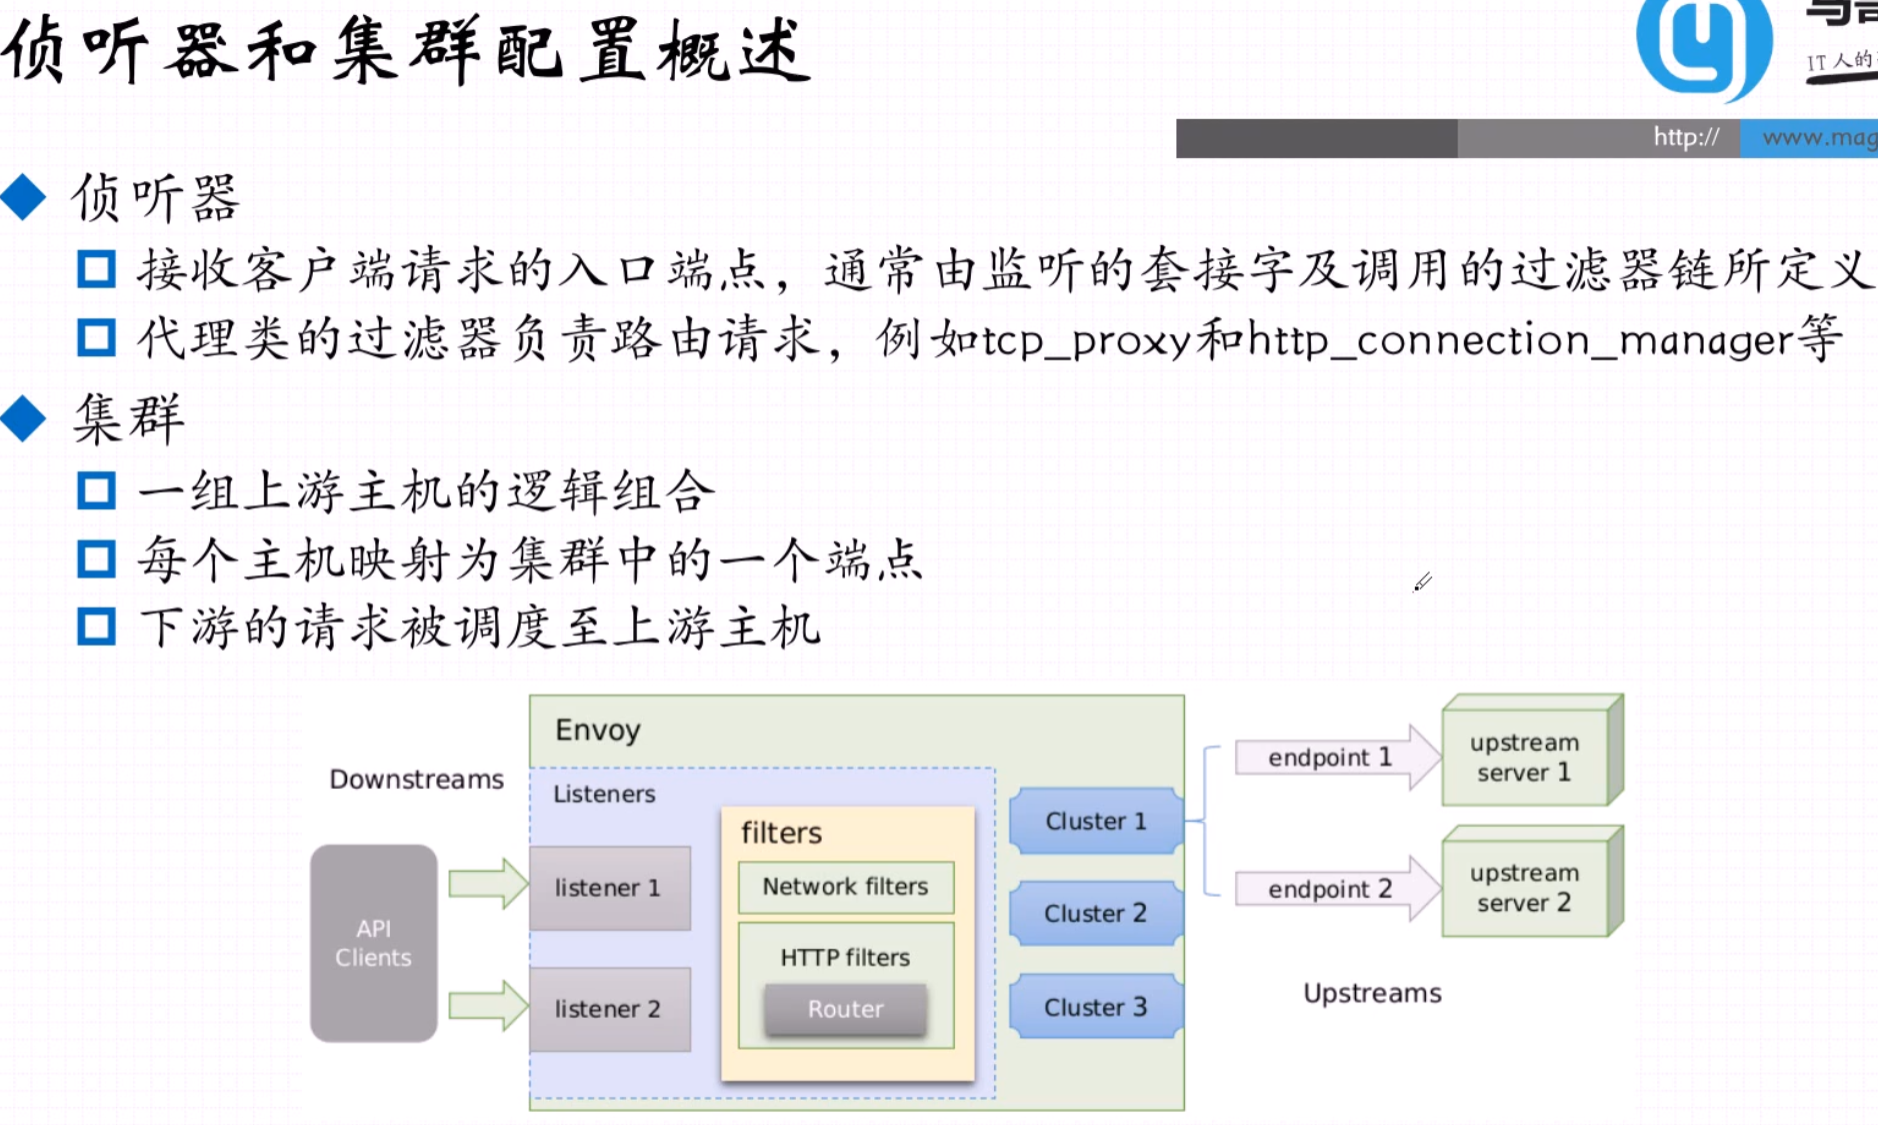 侦听器和集群配置概述
IT人的
http://
www.mag
侦听器
接收客户端请求的入口端点，通常由监听的套接字及调用的过滤器链所定义
代理类的过滤器负责路由请求，例如tcp_proxy和http_connection_manager等
集群
一组上游主机的逻辑组合
每个主机映射为集群中的一个端点
下游的请求被调度至上游主机
Envoy
Downstreams
Listeners
filters
Network filters
HTTP filters
Router
listener 1
listener 2
API
Clients
Cluster 1
Cluster 2
Cluster 3
endpoint 1
endpoint 2
upstream
server 1
upstream
server 2
Upstreams